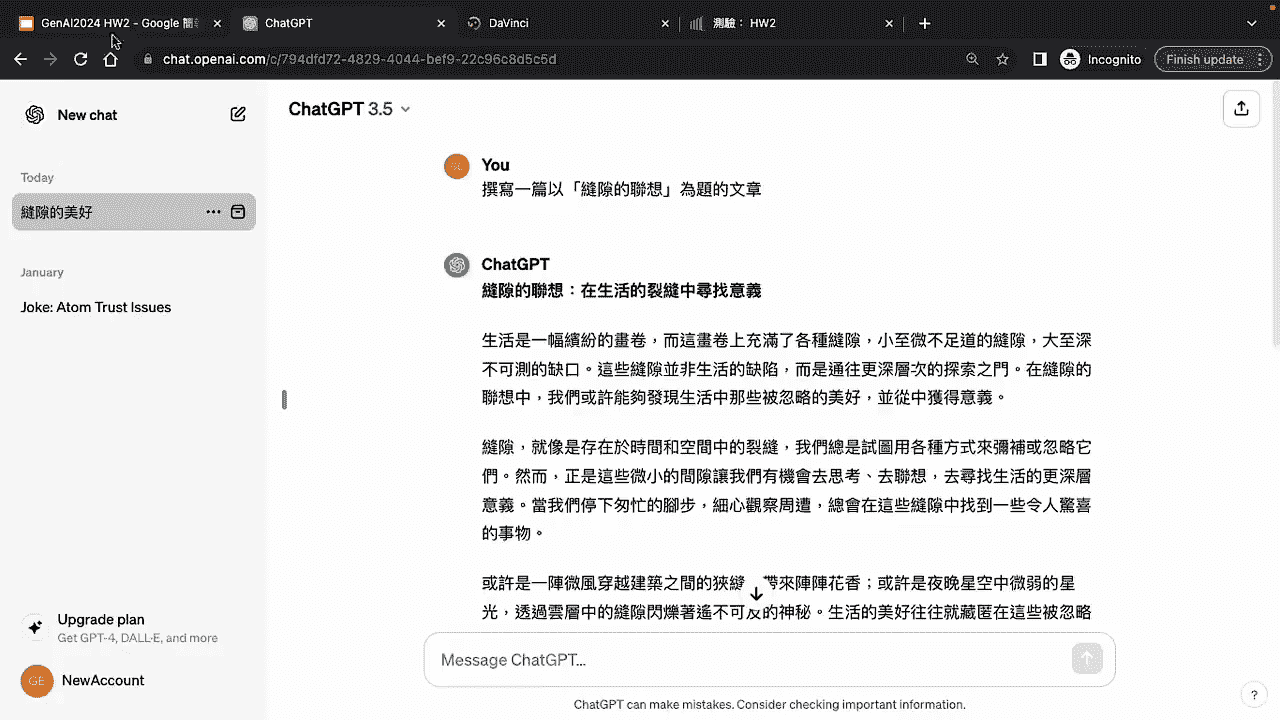 GenAI2024 HW2 - Google 簡
ChatGPT
DaVinci
測驗： HW2
chat.openai.com/c/794dfd72-4829-4044-bef9-22c96c8d5c5d
Incognito
Finish update
New chat
Today
縫隙的美好
January
Joke: Atom Trust Issues
Upgrade plan
Get GPT-4, DALL·E, and more
GE
NewAccount
ChatGPT 3.5
You
撰寫一篇以「縫隙的聯想」為題的文章
ChatGPT
縫隙的聯想：在生活的裂縫中尋找意義
生活是一幅繽紛的畫卷，而這畫卷上充滿了各種縫隙，小至微不足道的縫隙，大至深
不可測的缺口。這些縫隙並非生活的缺陷，而是通往更深層次的探索之門。在縫隙的
聯想中，我們或許能夠發現生活中那些被忽略的美好，並從中獲得意義。
縫隙，就像是存在於時間和空間中的裂縫，我們總是試圖用各種方式來彌補或忽略它
們。然而，正是這些微小的間隙讓我們有機會去思考、去聯想，去尋找生活的更深層
意義。當我們停下匆忙的腳步，細心觀察周遭，總會在這些縫隙中找到一些令人驚喜
的事物。
或許是一陣微風穿越建築之間的狹縫 帶來陣陣花香；或許是夜晚星空中微弱的星
光，透過雲層中的縫隙閃爍著遙不可及的神秘。生活的美好往往就藏匿在這些被忽略
Message ChatGPT…
ChatGPT can make mistakes. Consider checking important information.
?